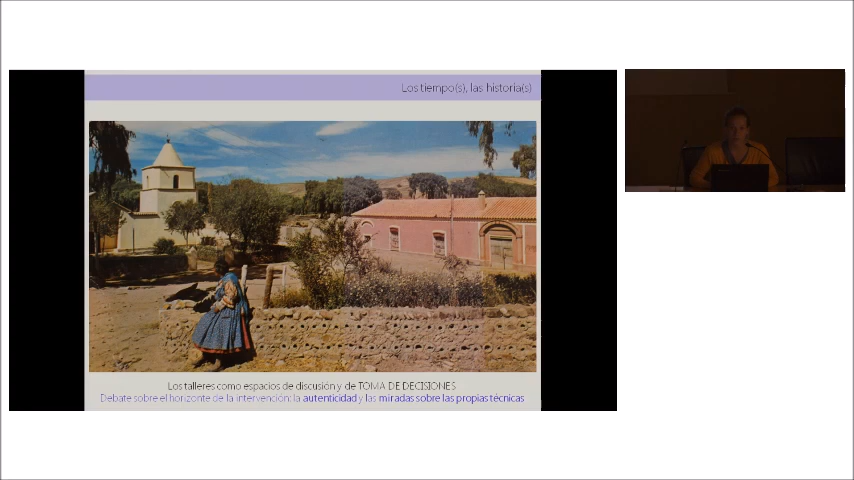 Los tiempo(s), las historia(s)
Los talleres como espacios de discusión y de TOMA DE DECISIONES
Debate sobre el horizonte de la intervención: la autenticidad y las miradas sobre las propias técnicas